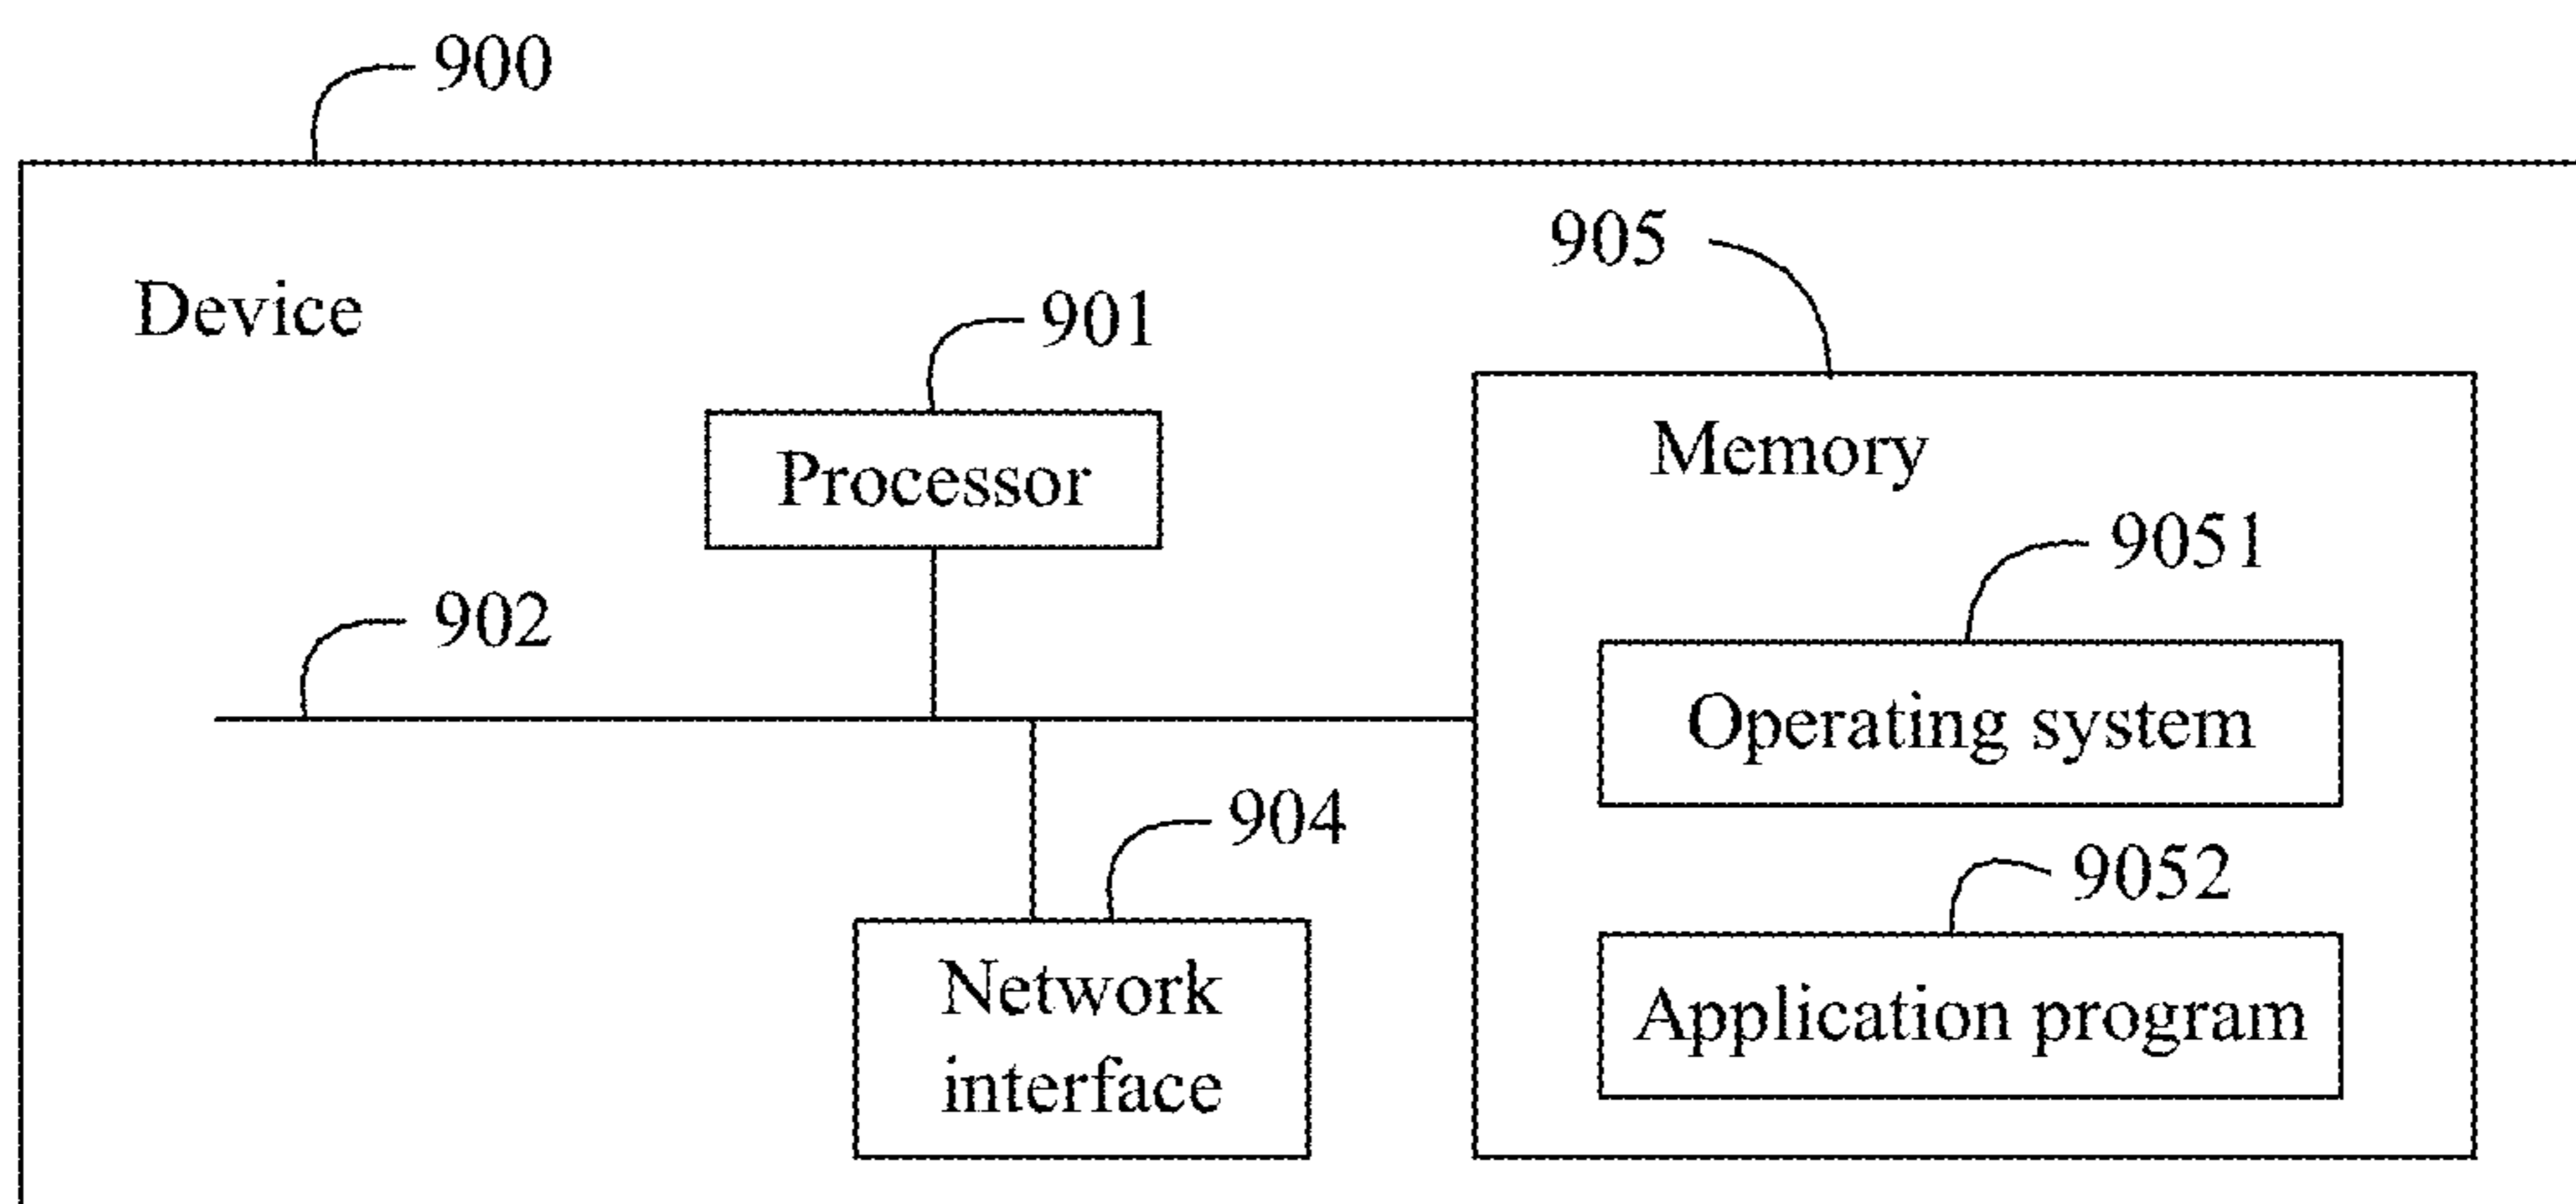 900
905
Device
901
Processor
Memory
9051
902
Operating system
904
9052
Network
interface
Application program